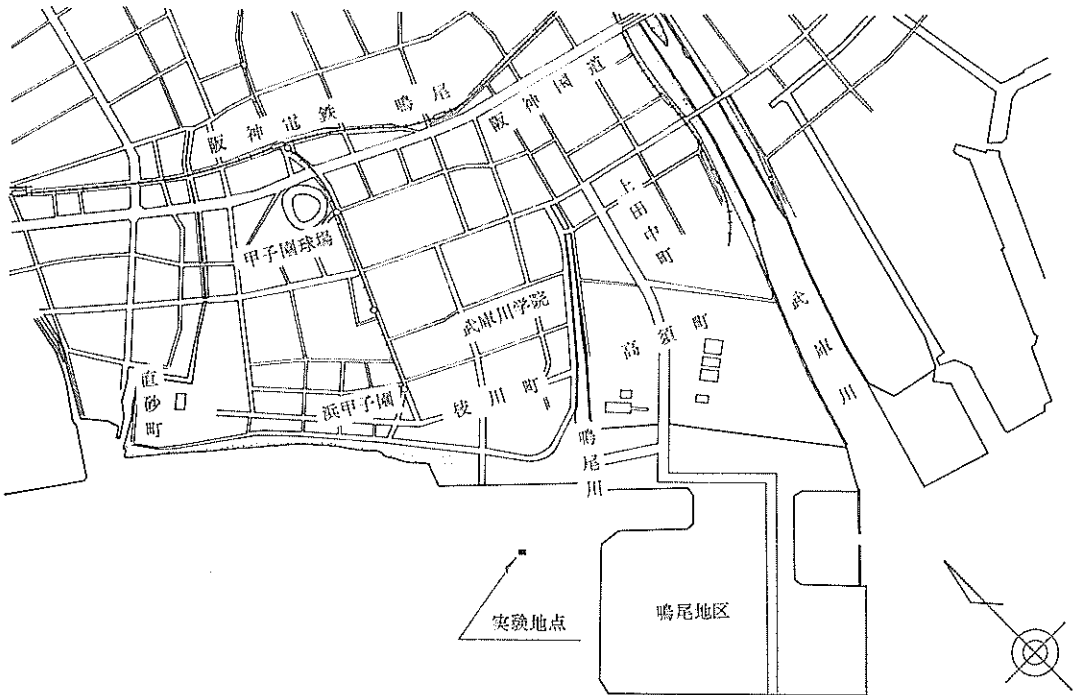 阪神電鉄
鳴尾
阪神国道
甲子園球場
上田中町
武庫川学院
高須町
武庫川
直砂町
浜甲子園
枝川町
鳴尾川
実験地点
鳴尾地区